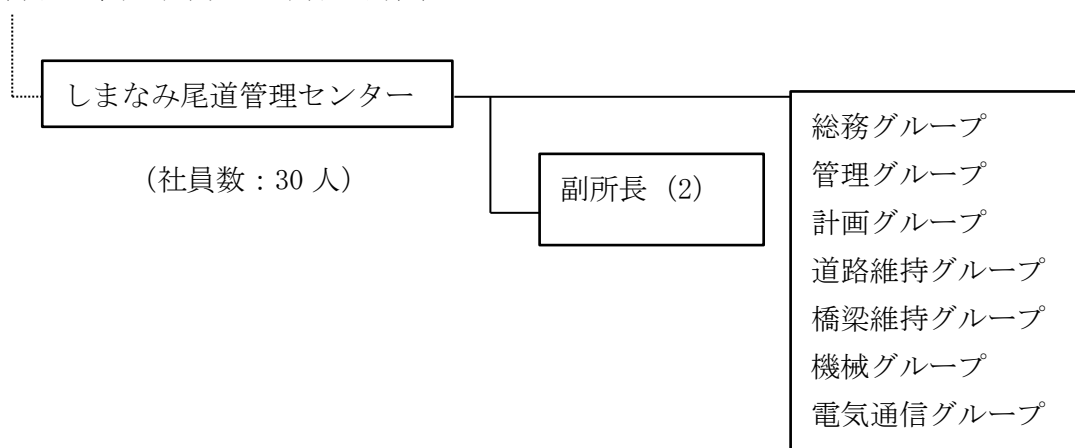 しまなみ尾道管理センター
（社員数：30 人）
副所長（2）
総務グループ
管理グループ
計画グループ
道路維持グループ
橋梁維持グループ
機械グループ
電気通信グループ